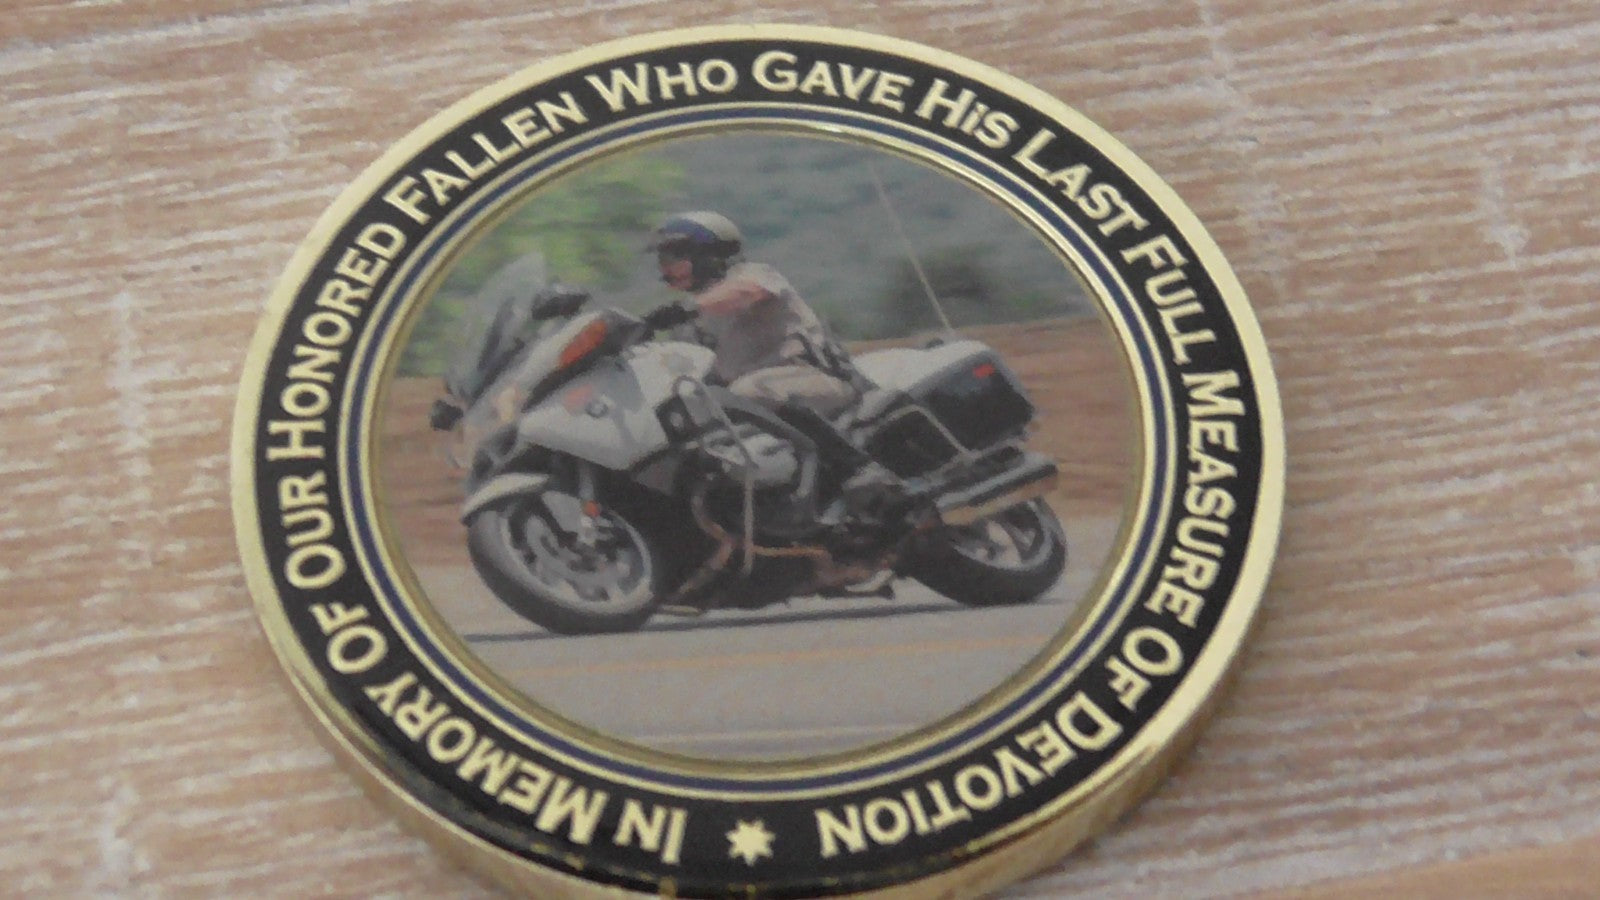 In Memory Of Our Honored Fallen Who Gave His Last Full Measure Of Devotion